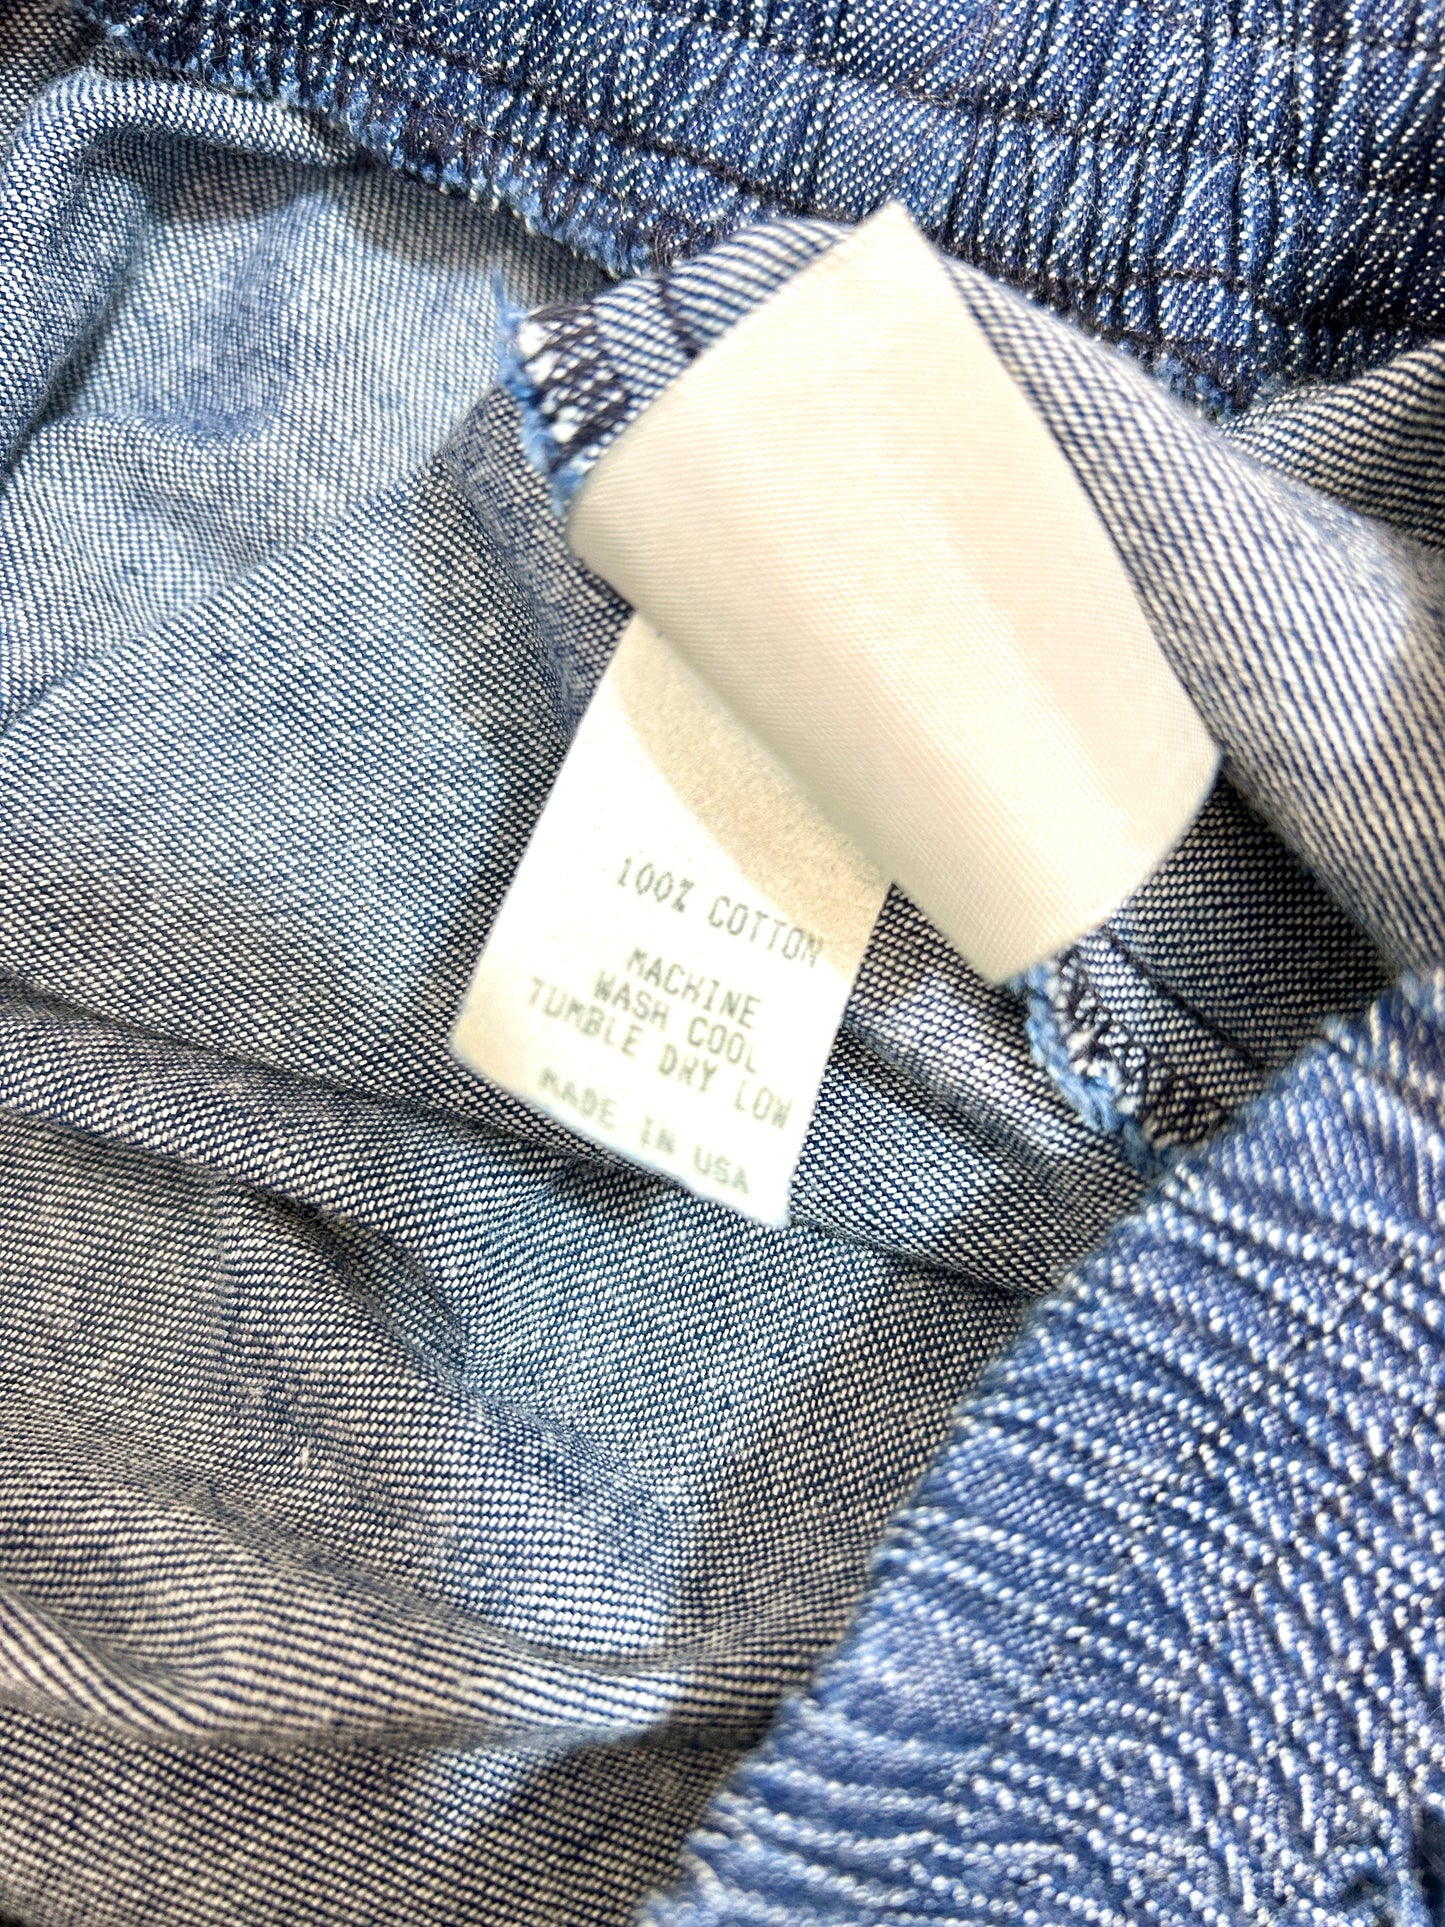 100% COTTON
MACHINE
WASH COOL
TUMBLE DRY LOW
MADE IN USA